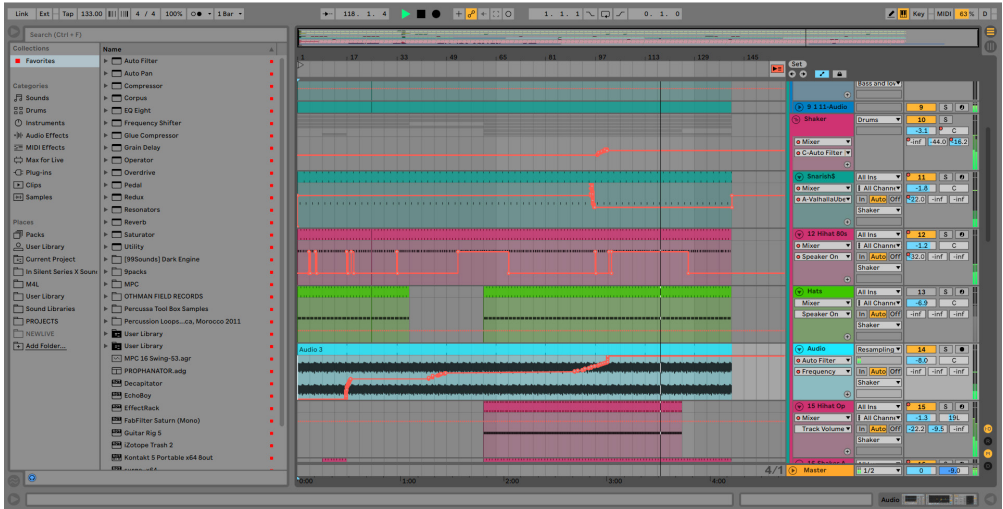 Link Ext Tap 133.00 4 / 4 100% 1 Bar 118. 1. 4 1. 1. 1 0. 1. 0 Key MIDI 63 % D
Search (Ctrl + F)
Collections
Favorites
Categories
Sounds
Drums
Instruments
Audio Effects
MIDI Effects
Max for Live
Plug-ins
Clips
Samples
Places
Packs
User Library
Current Project
In Silent Series X Soun
M4L
User Library
Sound Libraries
PROJECTS
NEWLIVE
Add Folder...
Name
Auto Filter
Auto Pan
Compressor
Corpus
EQ Eight
Frequency Shifter
Glue Compressor
Grain Delay
Operator
Overdrive
Pedal
Redux
Resonators
Reverb
Saturator
Utility
[99Sounds] Dark Engine
9packs
MPC
OTHMAN FIELD RECORDS
Percussa Tool Box Samples
Percussion Loops...ca, Morocco 2011
User Library
User Library
MPC 16 Swing-53.agr
PROPHANATOR.adg
Decapitator
EchoBoy
EffectRack
FabFilter Saturn (Mono)
Guitar Rig 5
iZotope Trash 2
Kontakt 5 Portable x64 8out
1 17 33 49 65 81 97 113 129 145
Set
Bass and lov
9 1 11-Audio 9 S
Shaker Drums 10 S
-3.1 C
Mixer -inf -44.0 -16.2
C-Auto Filter
Snarish$ All Ins 11 S
Mixer All Channe -1.8 C
A-ValhallaUbe In Auto Off -22.0 -inf -inf
Shaker
12 Hihat 80s All Ins 12 S
Mixer All Channe -1.2 C
Speaker On In Auto Off -32.0 -inf -inf
Shaker
Hats All Ins 13 S
Mixer All Channe -6.9 C
Speaker On In Auto Off -inf -inf -inf
Shaker
Audio 3
Audio Resampling 14 S
Auto Filter -8.0 C
Frequency In Auto Off -inf -inf -inf
Shaker
15 Hihat Op All Ins 15 S
Mixer All Channe -1.3 19L
Track Volume In Auto Off -22.2 -9.5 -inf
Shaker
4/1 Master 1/2 0 -9.0
0:00 1:00 2:00 3:00 4:00
Audio